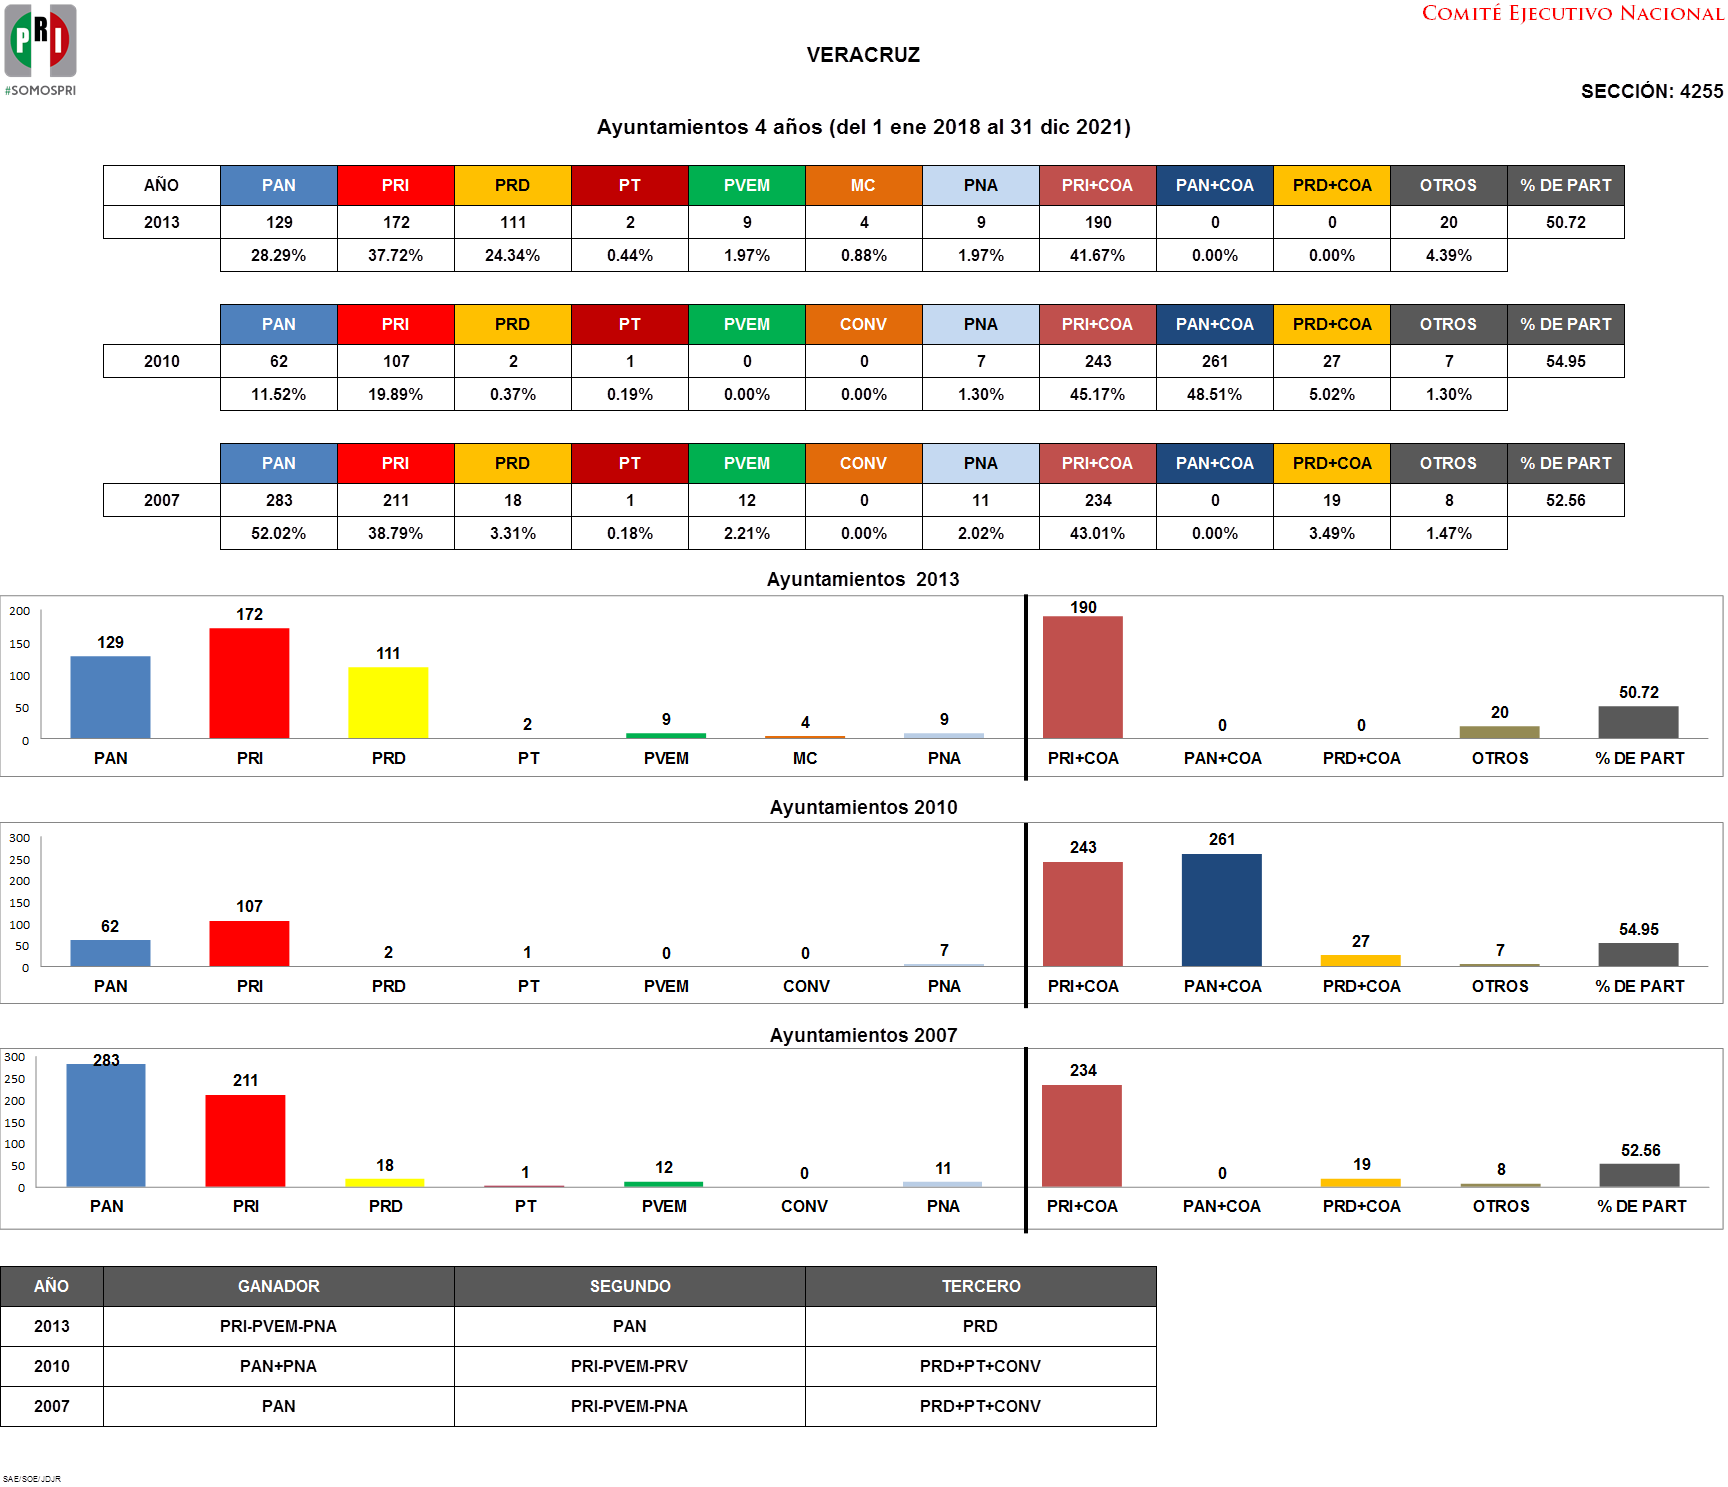 PRI
#SOMOSPRI
COMITÉ EJECUTIVO NACIONAL
VERACRUZ
SECCIÓN: 4255
Ayuntamientos 4 años (del 1 ene 2018 al 31 dic 2021)
AÑO PAN PRI PRD PT PVEM MC PNA PRI+COA PAN+COA PRD+COA OTROS % DE PART
2013 129 172 111 2 9 4 9 190 0 0 20 50.72
28.29% 37.72% 24.34% 0.44% 1.97% 0.88% 1.97% 41.67% 0.00% 0.00% 4.39%
PAN PRI PRD PT PVEM CONV PNA PRI+COA PAN+COA PRD+COA OTROS % DE PART
2010 62 107 2 1 0 0 7 243 261 27 7 54.95
11.52% 19.89% 0.37% 0.19% 0.00% 0.00% 1.30% 45.17% 48.51% 5.02% 1.30%
PAN PRI PRD PT PVEM CONV PNA PRI+COA PAN+COA PRD+COA OTROS % DE PART
2007 283 211 18 1 12 0 11 234 0 19 8 52.56
52.02% 38.79% 3.31% 0.18% 2.21% 0.00% 2.02% 43.01% 0.00% 3.49% 1.47%
Ayuntamientos 2013
200
150
100
50
0
129 172 111 2 9 4 9 190 0 0 20 50.72
PAN PRI PRD PT PVEM MC PNA PRI+COA PAN+COA PRD+COA OTROS % DE PART
Ayuntamientos 2010
300
250
200
150
100
50
0
62 107 2 1 0 0 7 243 261 27 7 54.95
PAN PRI PRD PT PVEM CONV PNA PRI+COA PAN+COA PRD+COA OTROS % DE PART
Ayuntamientos 2007
300
250
200
150
100
50
0
283 211 18 1 12 0 11 234 0 19 8 52.56
PAN PRI PRD PT PVEM CONV PNA PRI+COA PAN+COA PRD+COA OTROS % DE PART
AÑO GANADOR SEGUNDO TERCERO
2013 PRI-PVEM-PNA PAN PRD
2010 PAN+PNA PRI-PVEM-PRV PRD+PT+CONV
2007 PAN PRI-PVEM-PNA PRD+PT+CONV
SAE/SOE/JDJR